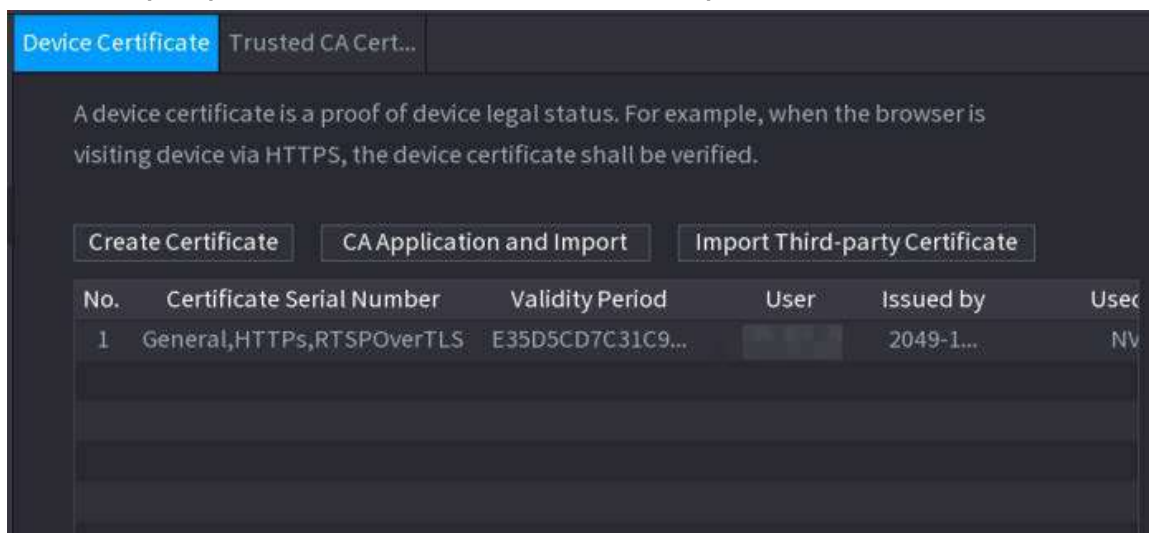 Device Certificate Trusted CA Cert...
A device certificate is a proof of device legal status. For example, when the browser is
visiting device via HTTPS, the device certificate shall be verified.
Create Certificate CA Application and Import Import Third-party Certificate
No. Certificate Serial Number Validity Period User Issued by
1 General,HTTPs,RTSPOverTLS E35D5CD7C31C9... 2049-1... NV